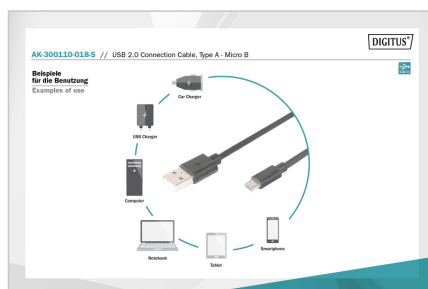 DIGITUS®
AK-300110-018-S // USB 2.0 Connection Cable, Type A - Micro B
Beispiele
für die Benutzung
Examples of use
Car Charger
USB Charger
Computer
Notebook
Tablet
Smartphone